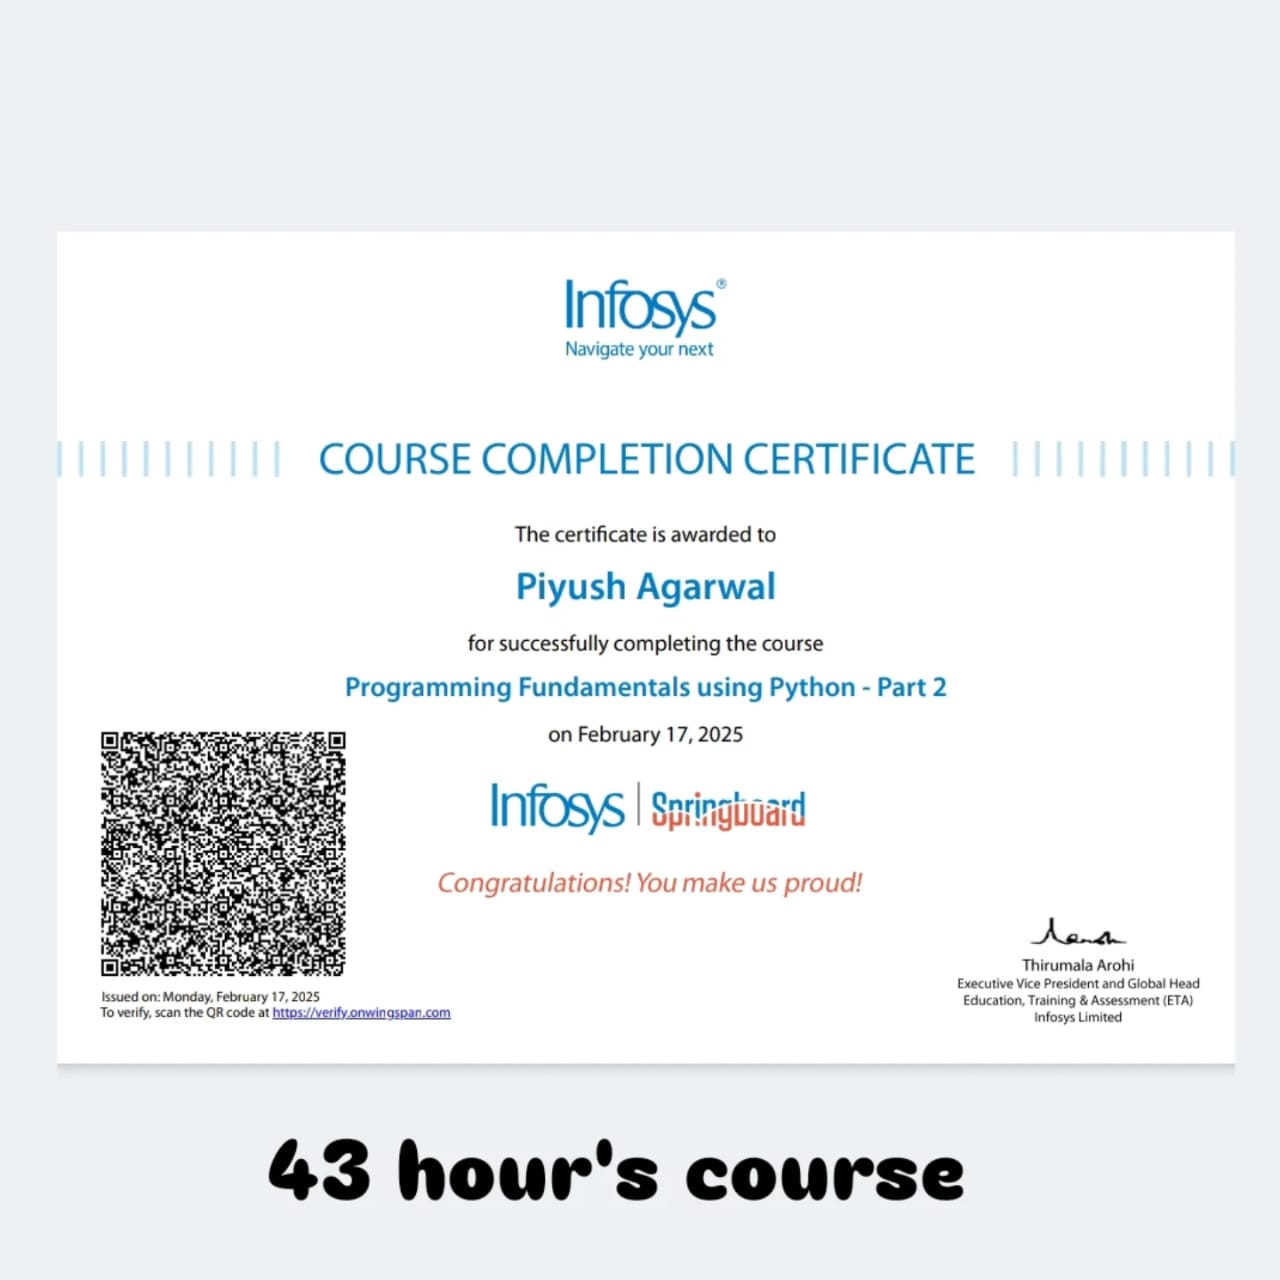 Infosys®
Navigate your next
COURSE COMPLETION CERTIFICATE
The certificate is awarded to
Piyush Agarwal
for successfully completing the course
Programming Fundamentals using Python - Part 2
on February 17, 2025
Infosys | Springboard
Congratulations! You make us proud!
Issued on: Monday, February 17, 2025
To verify, scan the QR code at https://verify.onwingspan.com
Thirumala Arohi
Executive Vice President and Global Head
Education, Training & Assessment (ETA)
Infosys Limited
43 hour's course